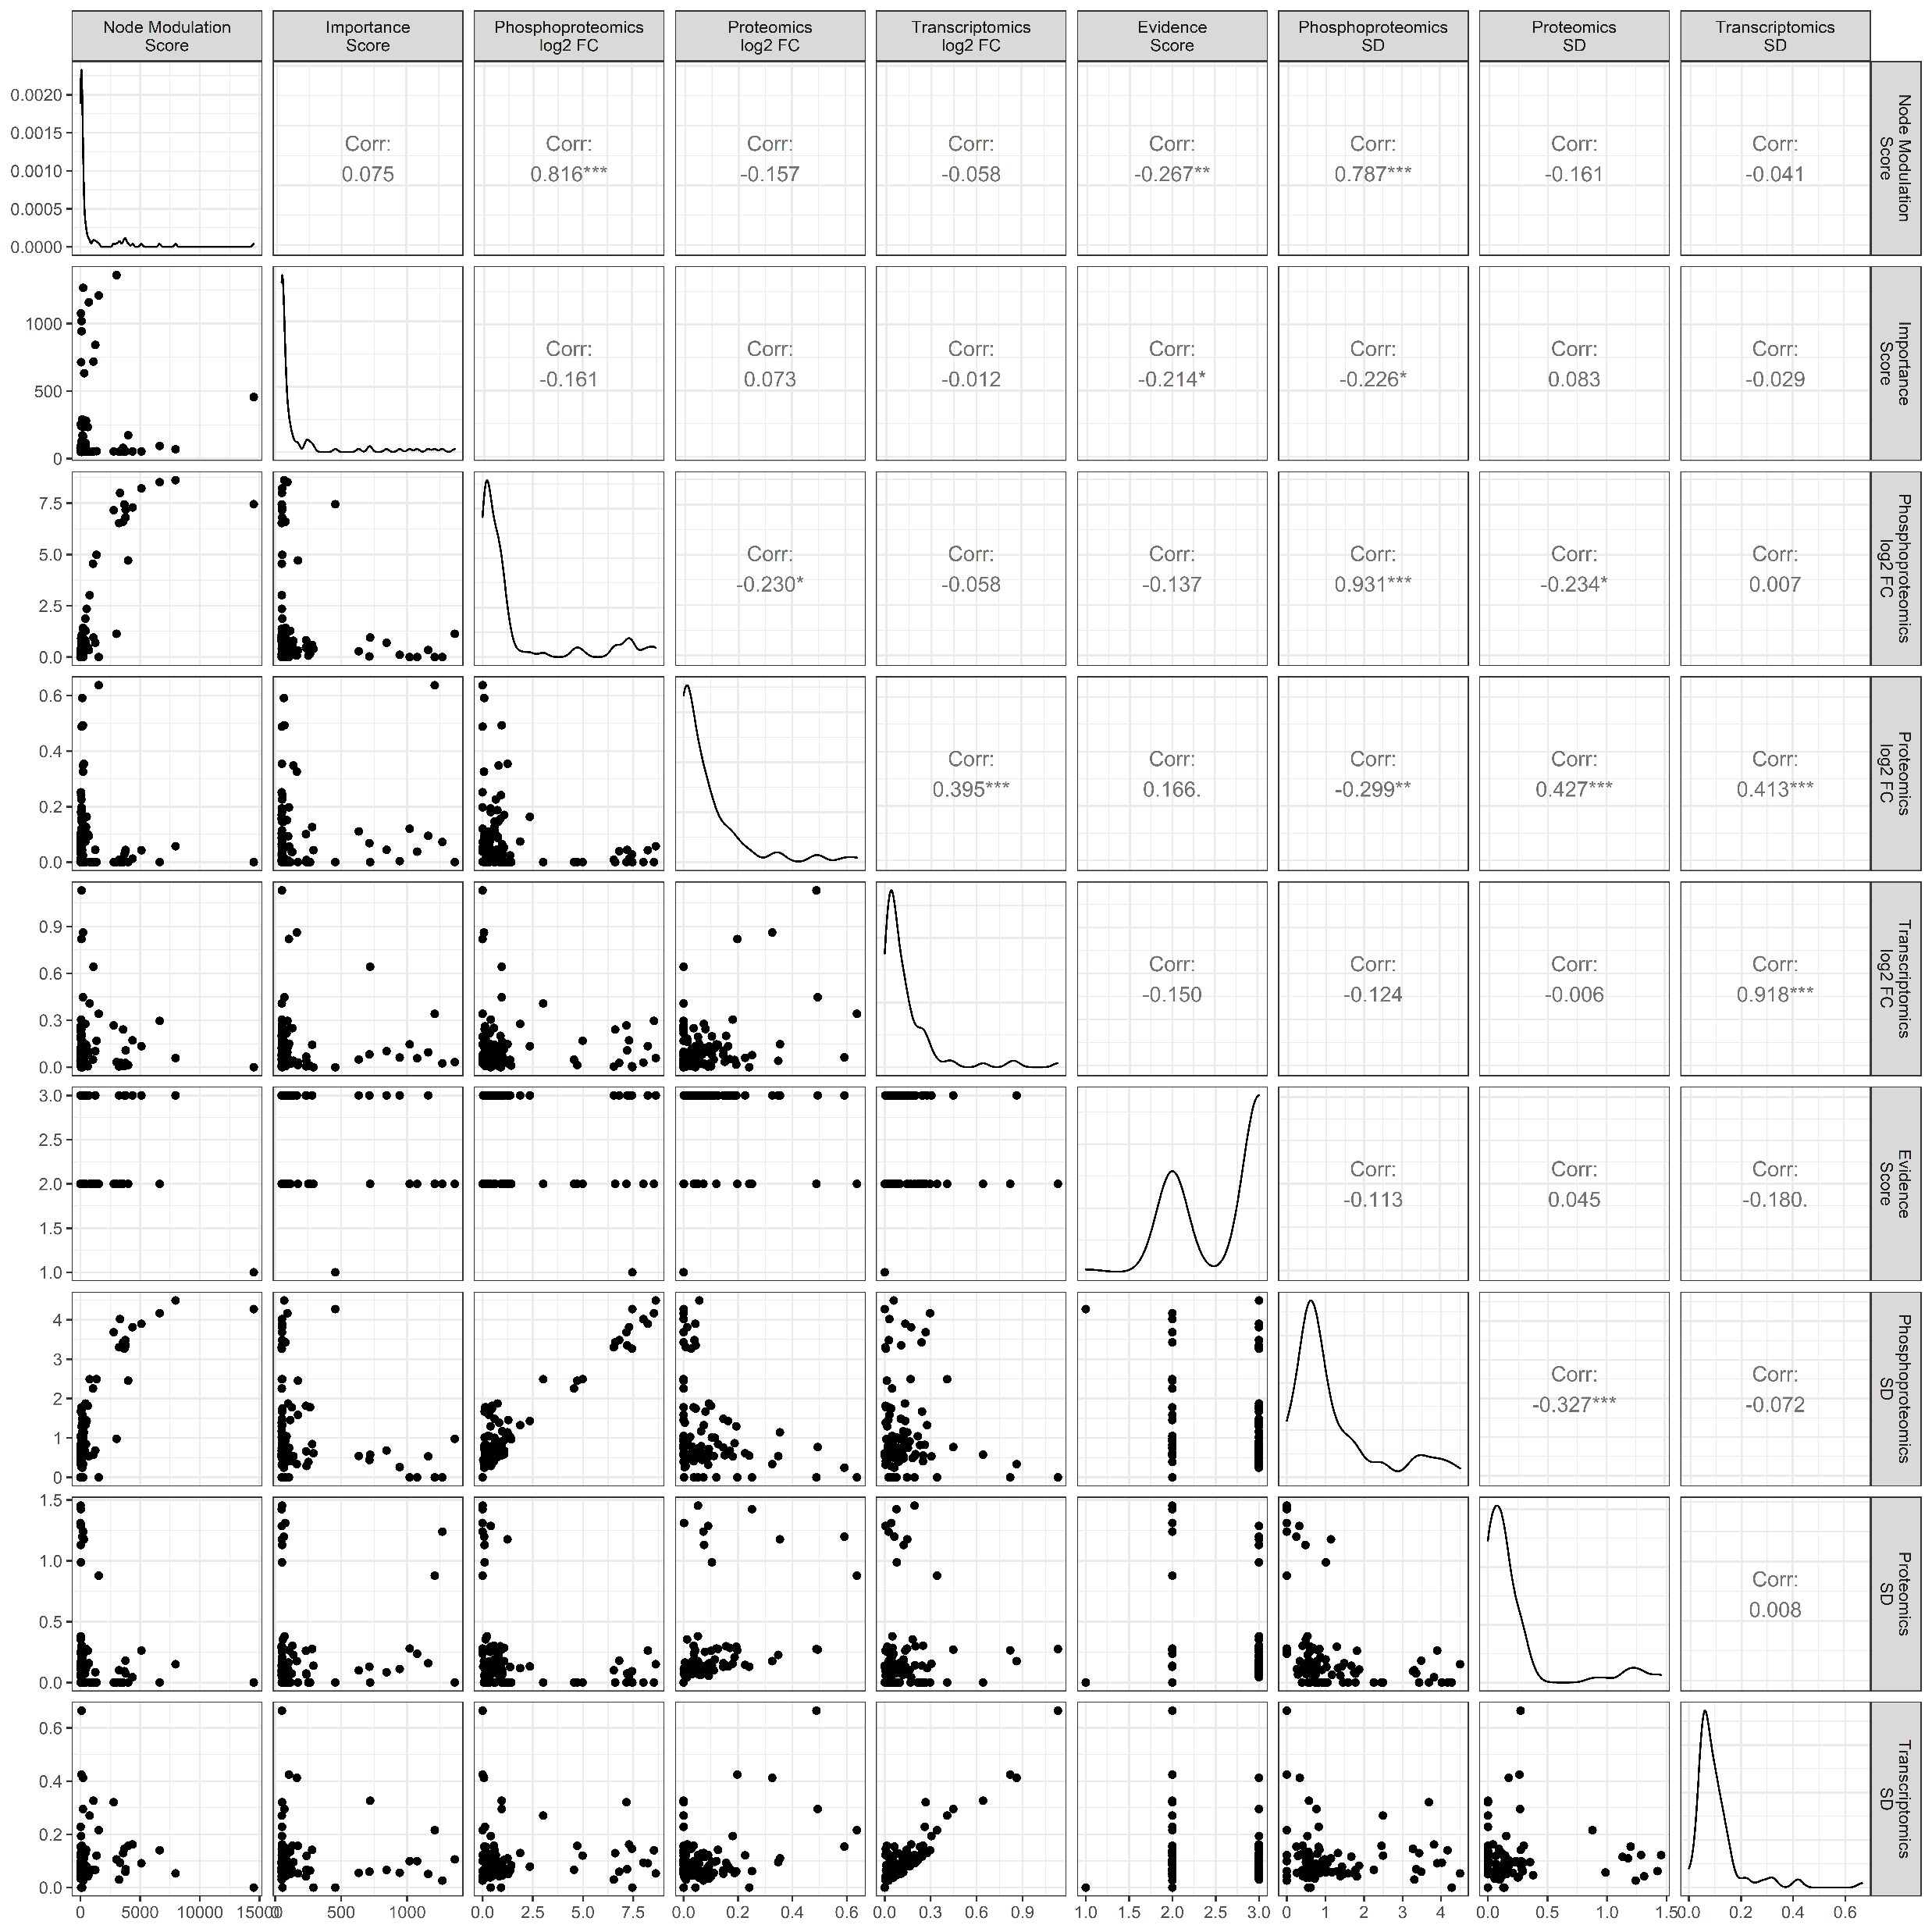 Node Modulation
Score
Importance
Score
Phosphoproteomics
log2 FC
Proteomics
log2 FC
Transcriptomics
log2 FC
Evidence
Score
Phosphoproteomics
SD
Proteomics
SD
Transcriptomics
SD
0.0020
0.0015
0.0010
0.0005
0.0000
Corr:
0.075
Corr:
0.816***
Corr:
-0.157
Corr:
-0.058
Corr:
-0.267**
Corr:
0.787***
Corr:
-0.161
Corr:
-0.041
Node Modulation
Score
1000
500
0
Corr:
-0.161
Corr:
0.073
Corr:
-0.012
Corr:
-0.214*
Corr:
-0.226*
Corr:
0.083
Corr:
-0.029
Importance
Score
7.5
5.0
2.5
0.0
Corr:
-0.230*
Corr:
-0.058
Corr:
-0.137
Corr:
0.931***
Corr:
-0.234*
Corr:
0.007
Phosphoproteomics
log2 FC
0.6
0.4
0.2
0.0
Corr:
0.395***
Corr:
0.166.
Corr:
-0.299**
Corr:
0.427***
Corr:
0.413***
Proteomics
log2 FC
0.9
0.6
0.3
0.0
Corr:
-0.150
Corr:
-0.124
Corr:
-0.006
Corr:
0.918***
Transcriptomics
log2 FC
3.0
2.5
2.0
1.5
1.0
Corr:
-0.113
Corr:
0.045
Corr:
-0.180.
Evidence
Score
4
3
2
1
0
Corr:
-0.327***
Corr:
-0.072
Phosphoproteomics
SD
1.5
1.0
0.5
0.0
Corr:
0.008
Proteomics
SD
0.6
0.4
0.2
0.0
Transcriptomics
SD
0 5000 10000 15000
0 500 1000
0.0 2.5 5.0 7.5
0.0 0.2 0.4 0.6
0.0 0.3 0.6 0.9
1.0 1.5 2.0 2.5 3.0
0 1 2 3 4
0.0 0.5 1.0 1.5
0.0 0.2 0.4 0.6